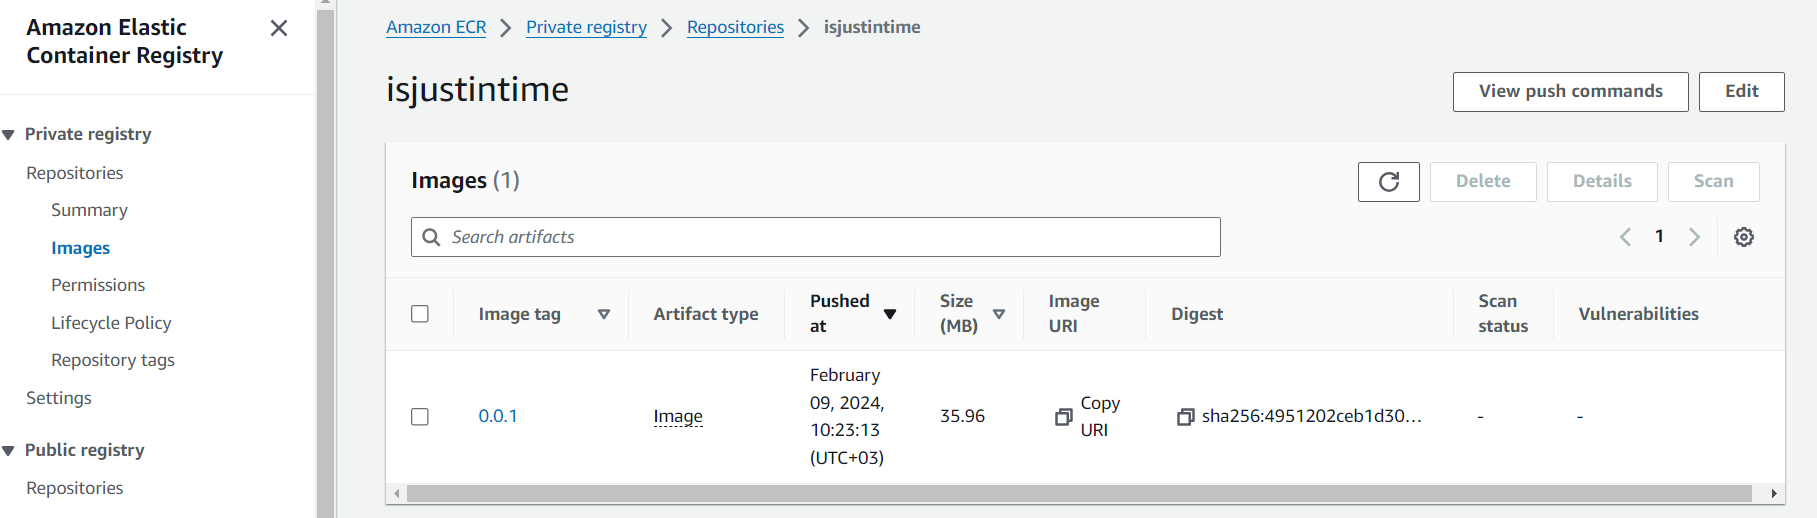 Amazon Elastic
Container Registry
Private registry
Repositories
Summary
Images
Permissions
Lifecycle Policy
Repository tags
Settings
Public registry
Repositories
Amazon ECR > Private registry > Repositories > isjustintime
isjustintime
View push commands
Edit
Images (1)
Delete
Details
Scan
Search artifacts
1
Image tag
Artifact type
Pushed
at
Size
(MB)
Image
URI
Digest
Scan
status
Vulnerabilities
0.0.1
Image
February
09, 2024,
10:23:13
(UTC+03)
35.96
Copy
URI
sha256:4951202ceb1d30...
-
-